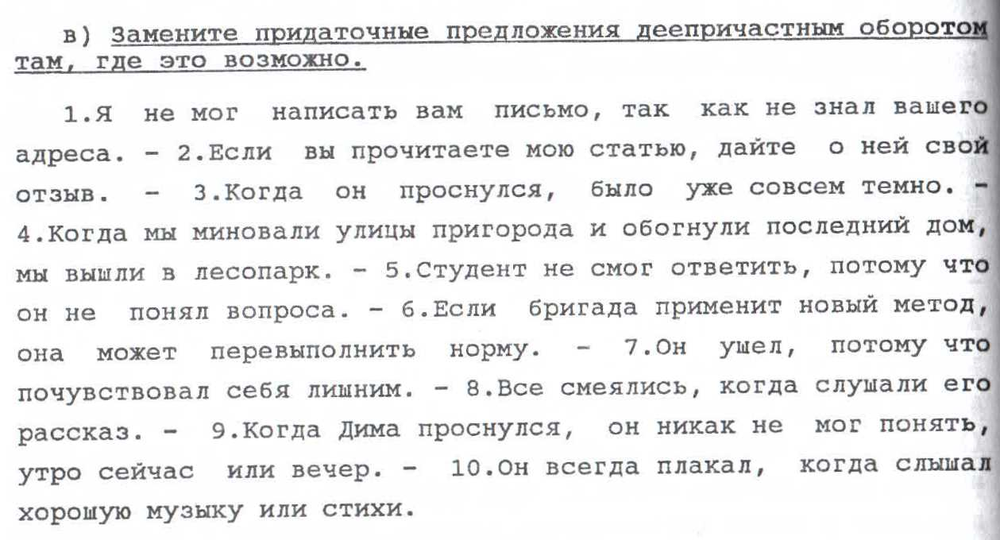 в) Замените придаточные предложения деепричастным оборотом
там, где это возможно.
1.Я не мог написать вам письмо, так как не знал вашего
адреса. – 2.Если вы прочитаете мою статью, дайте о ней свой
отзыв. – 3.Когда он проснулся, было уже совсем темно. –
4.Когда мы миновали улицы пригорода и обогнули последний дом,
мы вышли в лесопарк. – 5.Студент не смог ответить, потому что
он не понял вопроса. – 6.Если бригада применит новый метод,
она может перевыполнить норму. – 7.Он ушел, потому что
почувствовал себя лишним. – 8.Все смеялись, когда слушали его
рассказ. – 9.Когда Дима проснулся, он никак не мог понять,
утро сейчас или вечер. – 10.Он всегда плакал, когда слышал
хорошую музыку или стихи.